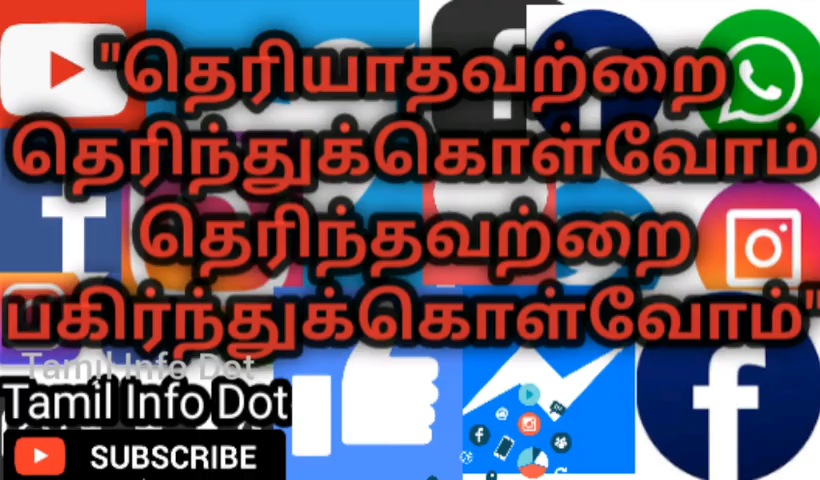 "தெரியாதவற்றை
தெரிந்துக்கொள்வோம்
தெரிந்தவற்றை
பகிர்ந்துக்கொள்வோம்"
Tamil Info Dot
Tamil Info Dot
SUBSCRIBE